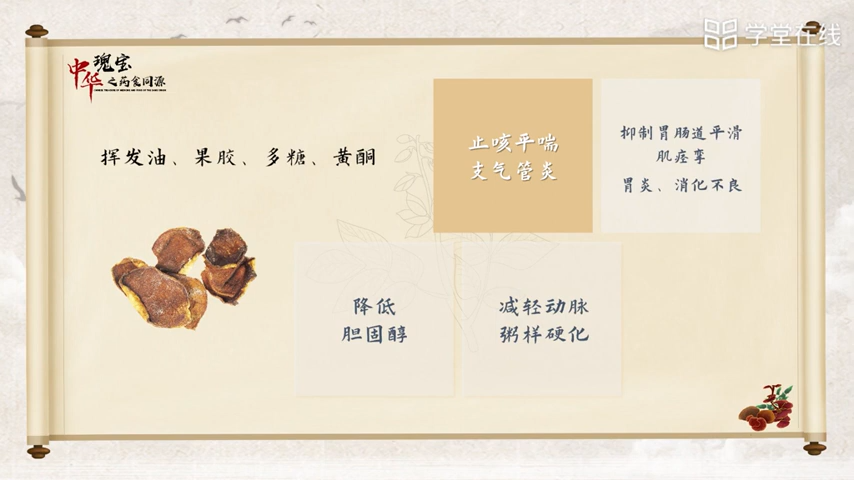 学堂在线
瑰宝
中华之药食同源
挥发油、果胶、多糖、黄酮
止咳平喘
支气管炎
抑制胃肠道平滑
肌痉挛
胃炎、消化不良
降低
胆固醇
减轻动脉
粥样硬化